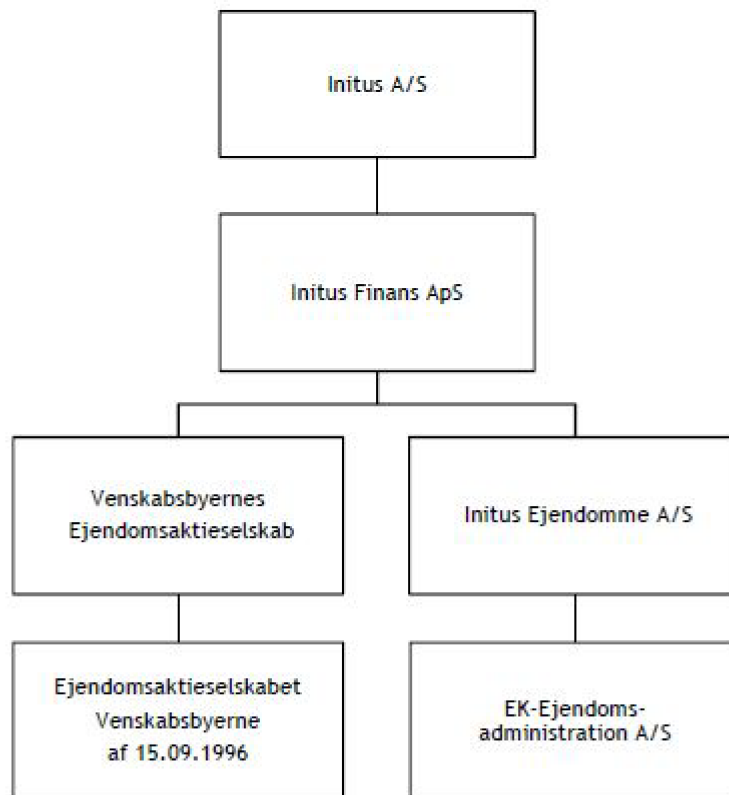 Initus A/S
Initus Finans ApS
Venskabsbyernes
Ejendomsaktieselskab
Initus Ejendomme A/S
Ejendomsaktieselskabet
Venskabsbyerne
af 15.09.1996
EK-Ejendoms-
administration A/S